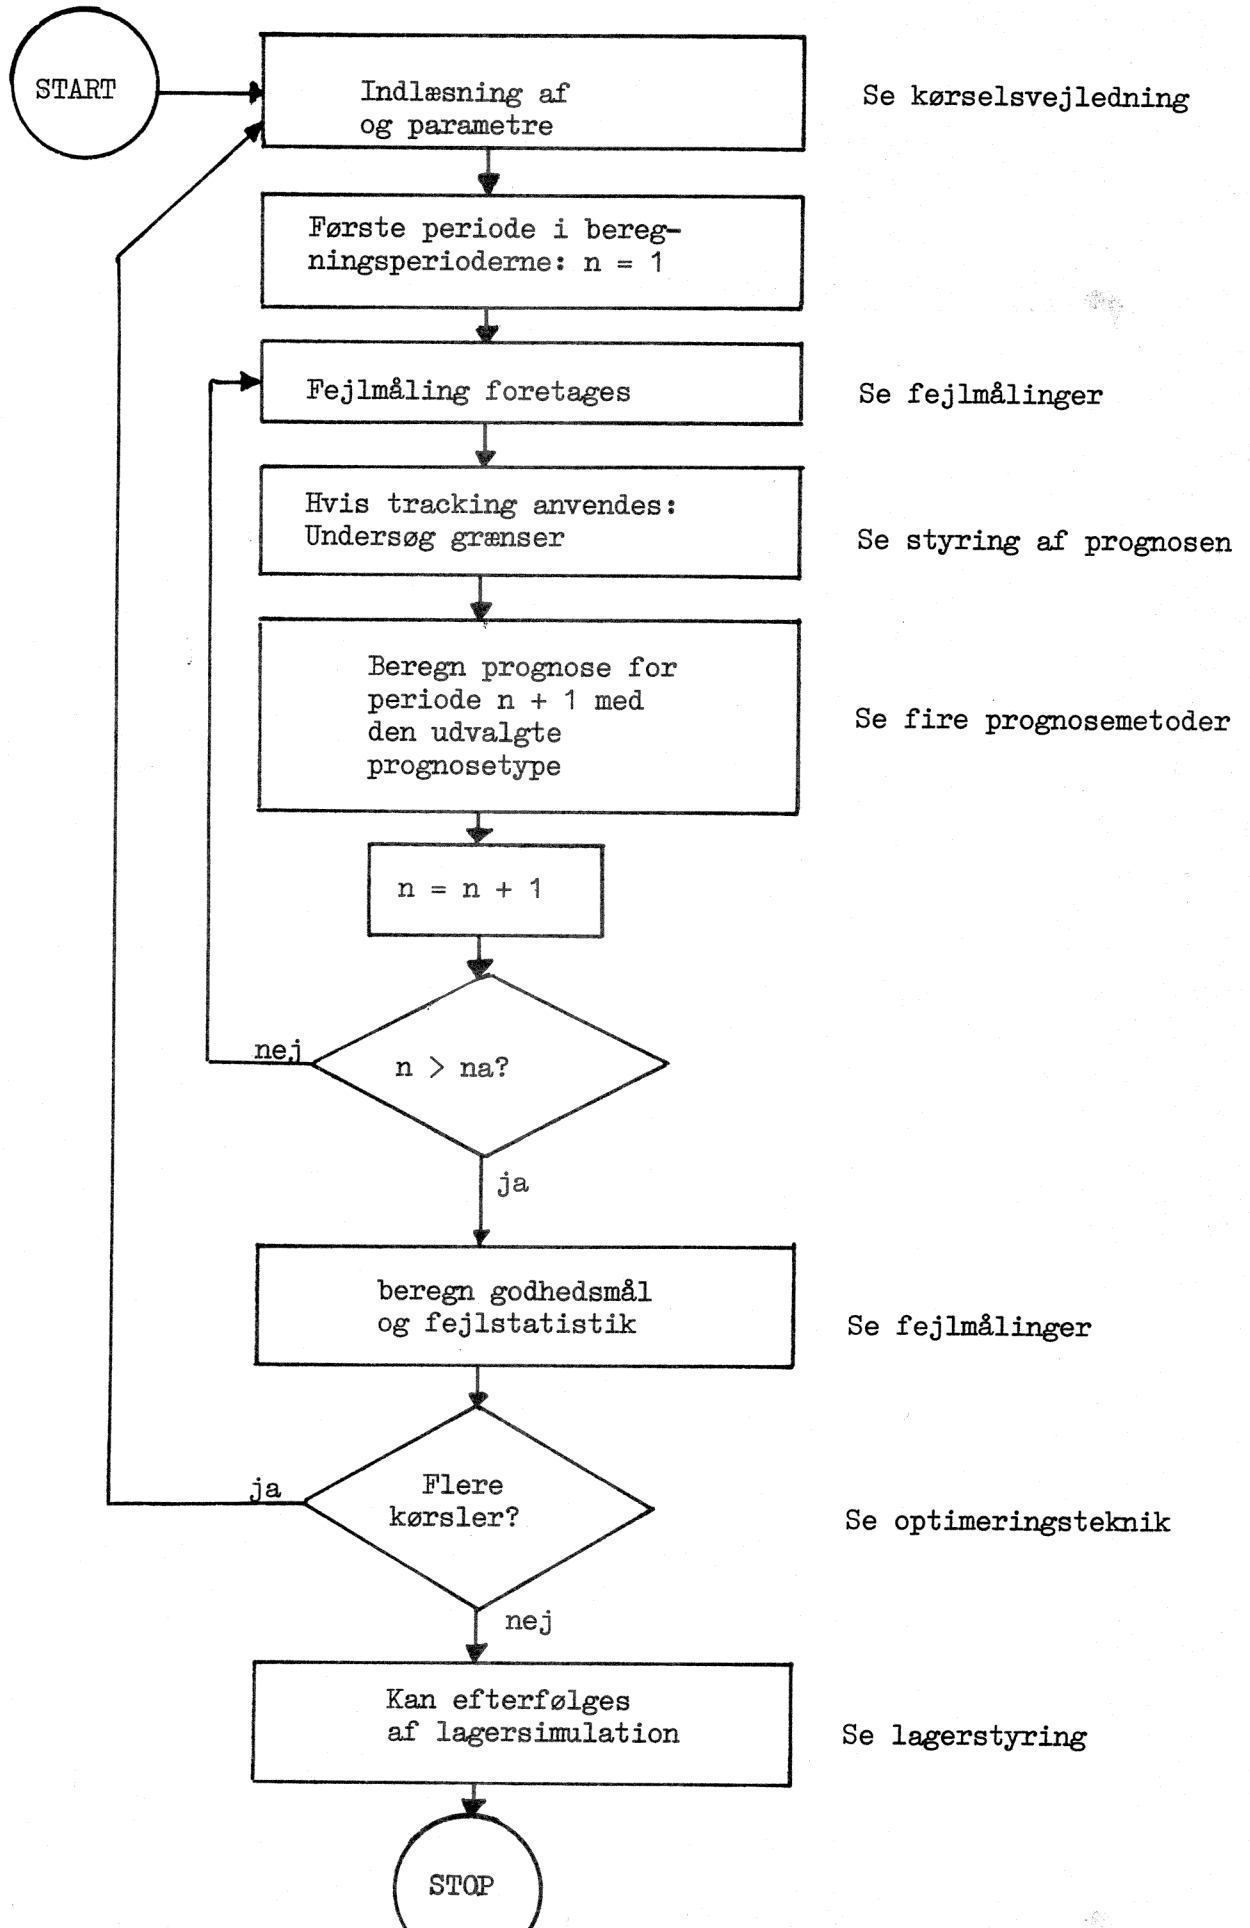 START
Indlæsning af
og parametre
Se kørselsvejledning
Første periode i bereg-
ningsperioderne: n = 1
Fejlmåling foretages
Se fejlmålinger
Hvis tracking anvendes:
Undersøg grænser
Se styring af prognosen
Beregn prognose for
periode n + 1 med
den udvalgte
prognosetype
Se fire prognosemetoder
n = n + 1
nej
n > na?
ja
beregn godhedsmål
og fejlstatistik
Se fejlmålinger
ja
Flere
kørsler?
Se optimeringsteknik
nej
Kan efterfølges
af lagersimulation
Se lagerstyring
STOP